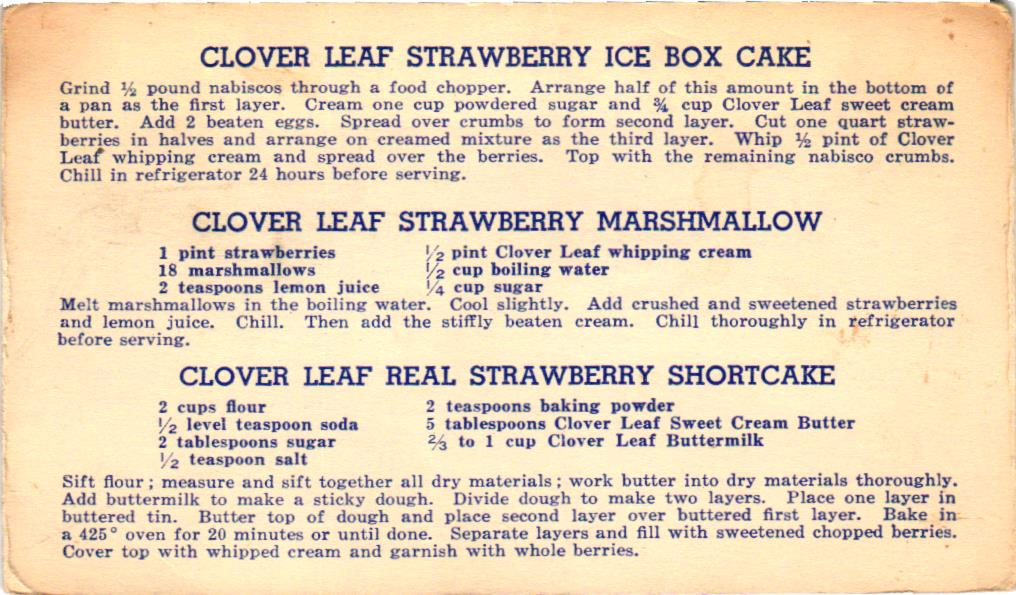 CLOVER LEAF STRAWBERRY ICE BOX CAKE
Grind ½ pound nabiscos through a food chopper. Arrange half of this amount in the bottom of
a pan as the first layer. Cream one cup powdered sugar and ¾ cup Clover Leaf sweet cream
butter. Add 2 beaten eggs. Spread over crumbs to form second layer. Cut one quart straw-
berries in halves and arrange on creamed mixture as the third layer. Whip ½ pint of Clover
Leaf whipping cream and spread over the berries. Top with the remaining nabisco crumbs.
Chill in refrigerator 24 hours before serving.
CLOVER LEAF STRAWBERRY MARSHMALLOW
1 pint strawberries
18 marshmallows
2 teaspoons lemon juice
½ pint Clover Leaf whipping cream
½ cup boiling water
¼ cup sugar
Melt marshmallows in the boiling water. Cool slightly. Add crushed and sweetened strawberries
and lemon juice. Chill. Then add the stiffly beaten cream. Chill thoroughly in refrigerator
before serving.
CLOVER LEAF REAL STRAWBERRY SHORTCAKE
2 cups flour
½ level teaspoon soda
2 tablespoons sugar
½ teaspoon salt
2 teaspoons baking powder
5 tablespoons Clover Leaf Sweet Cream Butter
⅔ to 1 cup Clover Leaf Buttermilk
Sift flour; measure and sift together all dry materials; work butter into dry materials thoroughly.
Add buttermilk to make a sticky dough. Divide dough to make two layers. Place one layer in
buttered tin. Butter top of dough and place second layer over buttered first layer. Bake in
a 425° oven for 20 minutes or until done. Separate layers and fill with sweetened chopped berries.
Cover top with whipped cream and garnish with whole berries.